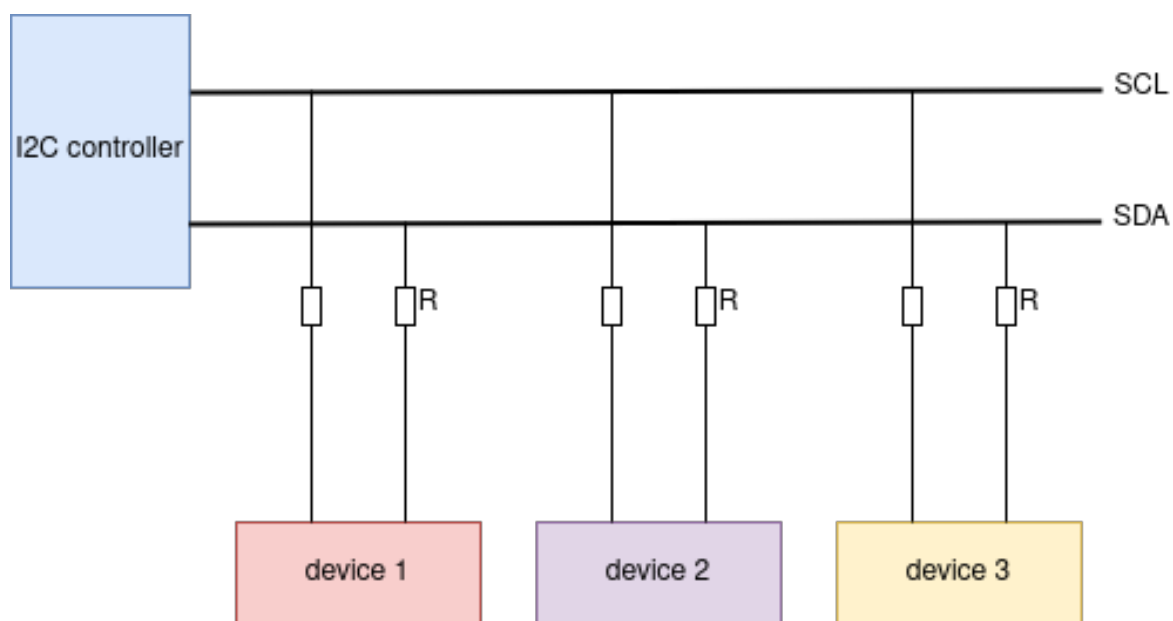 SCL
I2C controller
SDA
R
R
R
device 1
device 2
device 3